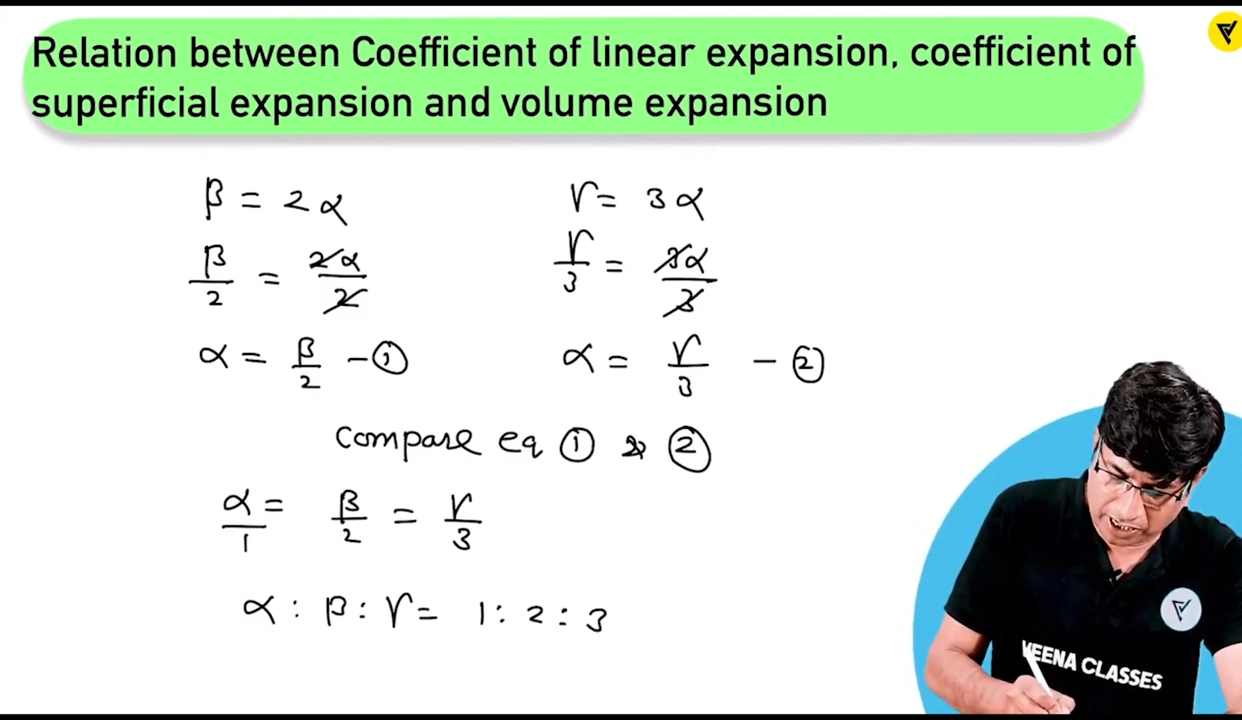 Relation between Coefficient of linear expansion, coefficient of
superficial expansion and volume expansion
β = 2α
γ = 3α
β/2 = 2α/2
γ/3 = 3α/3
α = β/2 - ①
α = γ/3 - ②
Compare eq ① & ②
α/1 = β/2 = γ/3
α : β : γ = 1 : 2 : 3
VEENA CLASSES